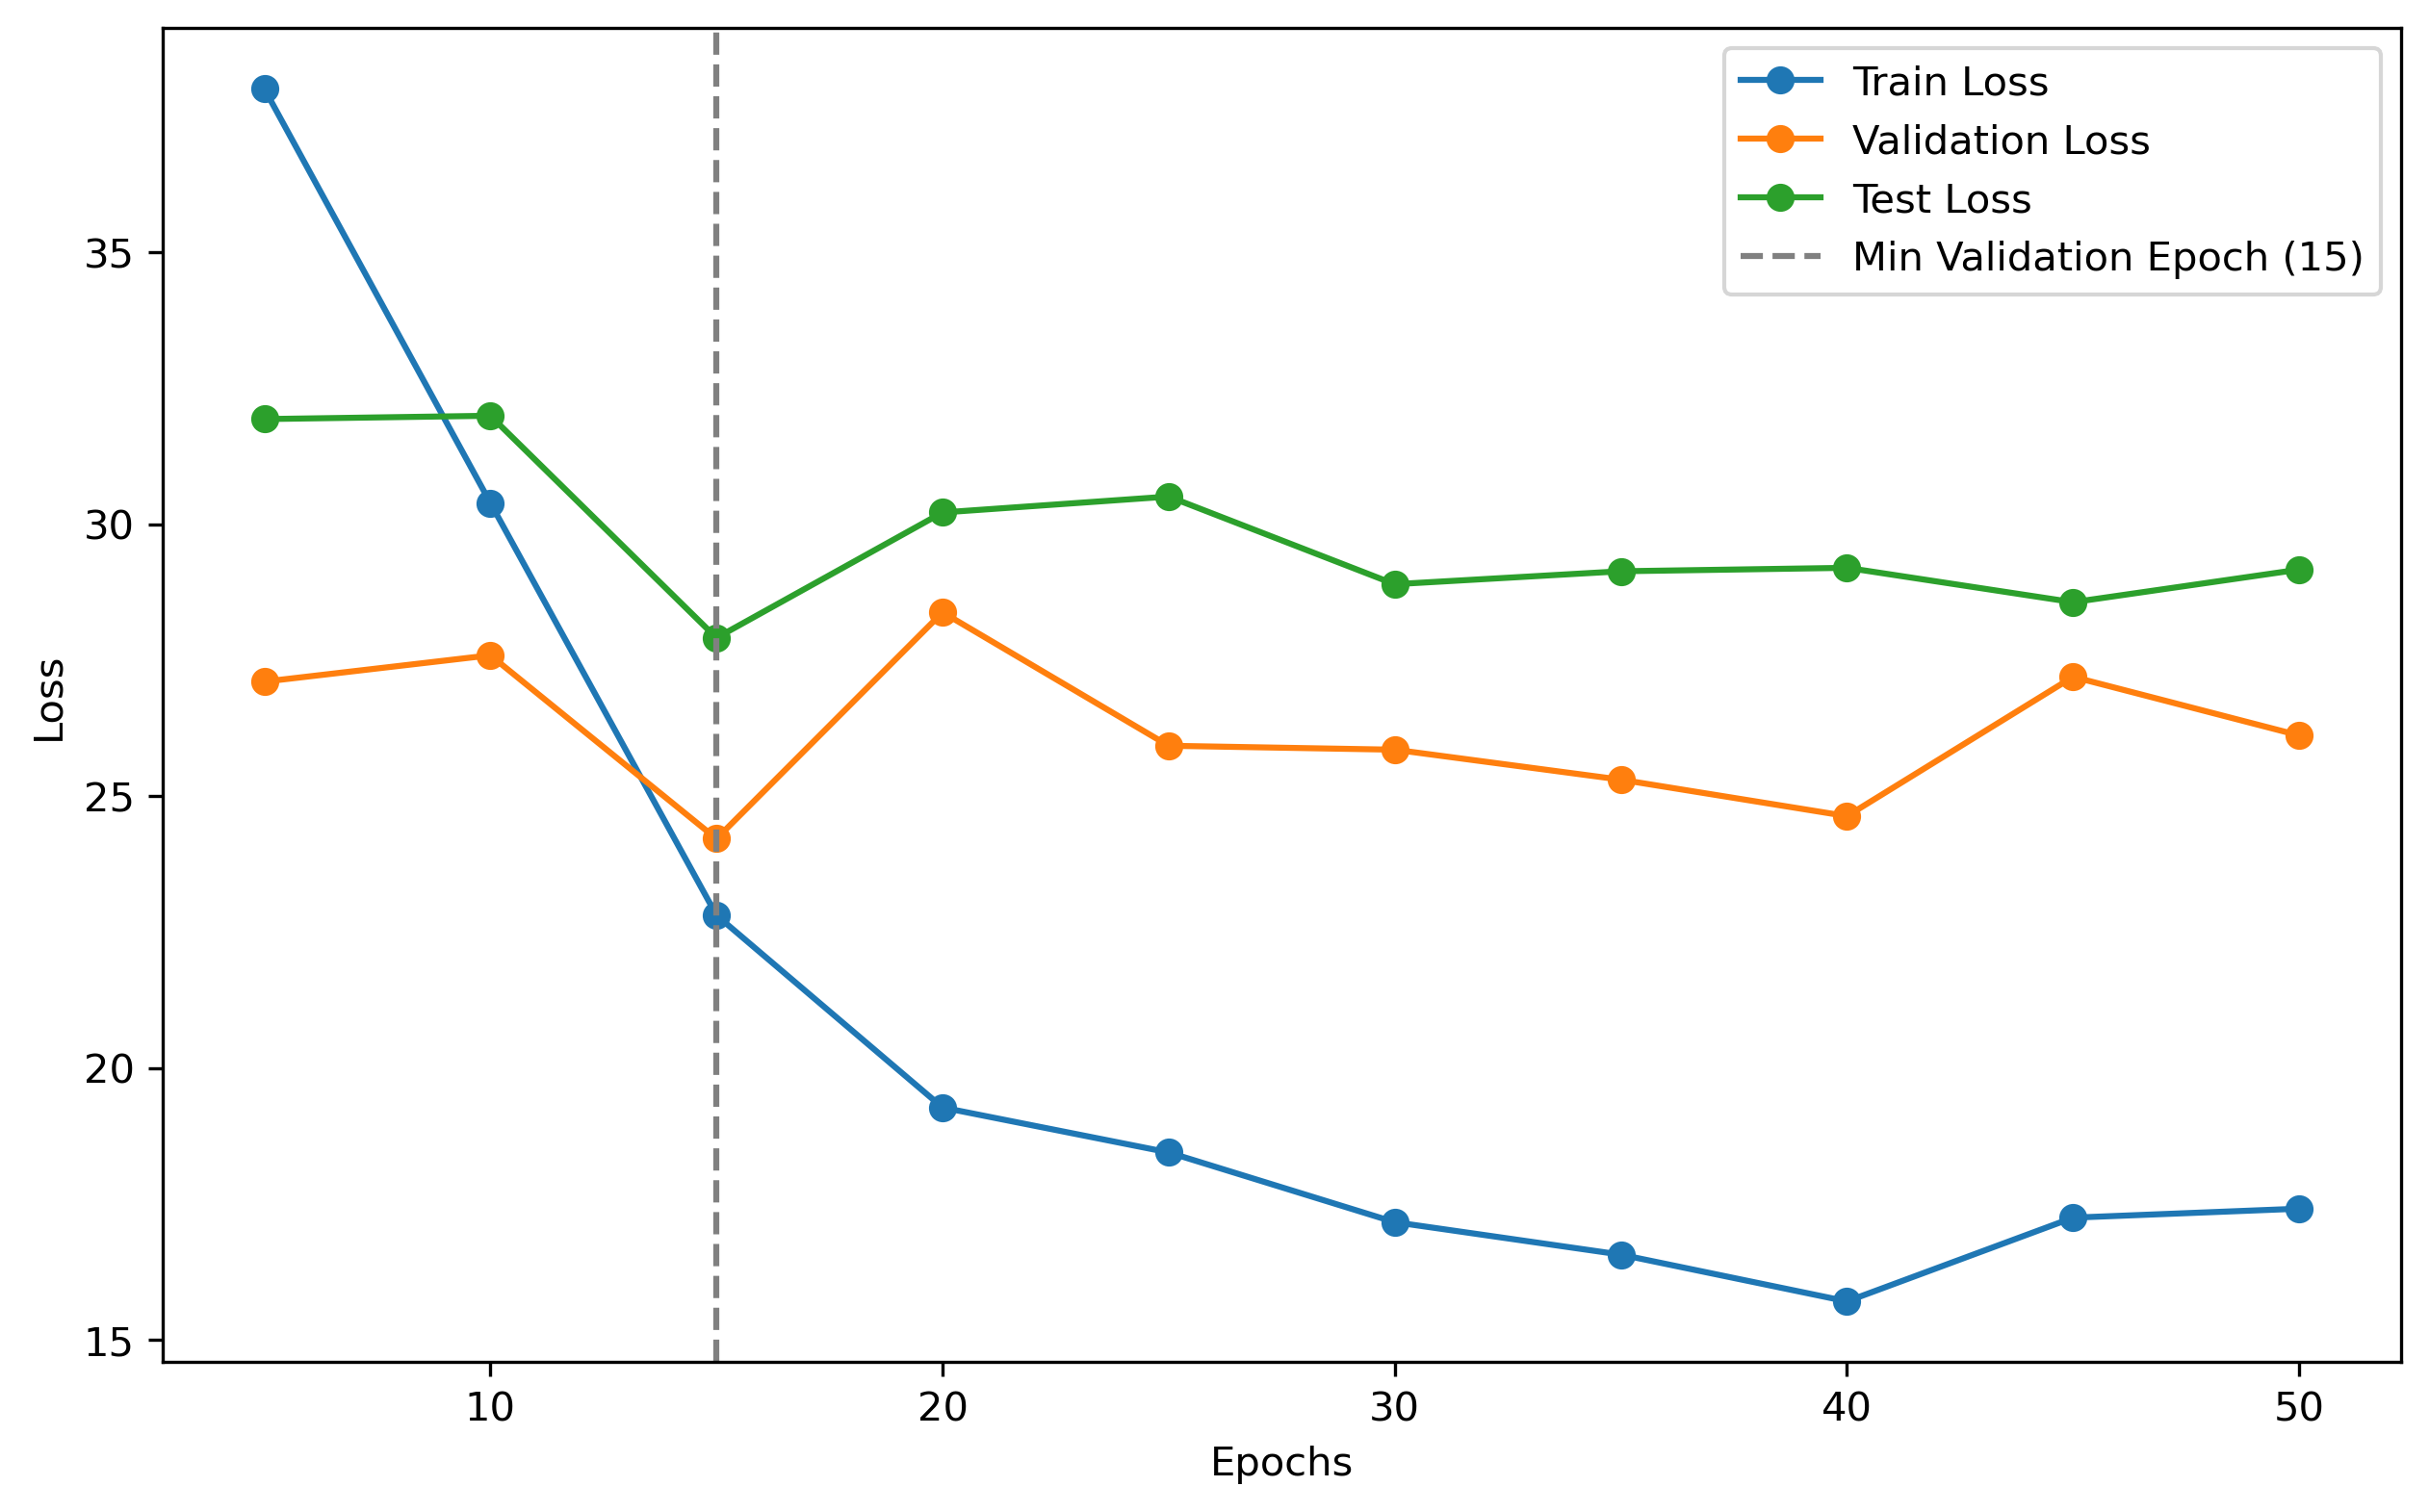 Train Loss
Validation Loss
Test Loss
Min Validation Epoch (15)
35
30
25
20
15
Loss
10 20 30 40 50
Epochs